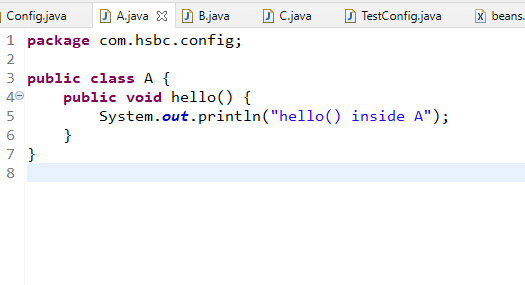 Config.java A.java B.java C.java TestConfig.java beans.
1 package com.hsbc.config;
2
3 public class A {
4 public void hello() {
5 System.out.println("hello() inside A");
6 }
7 }
8